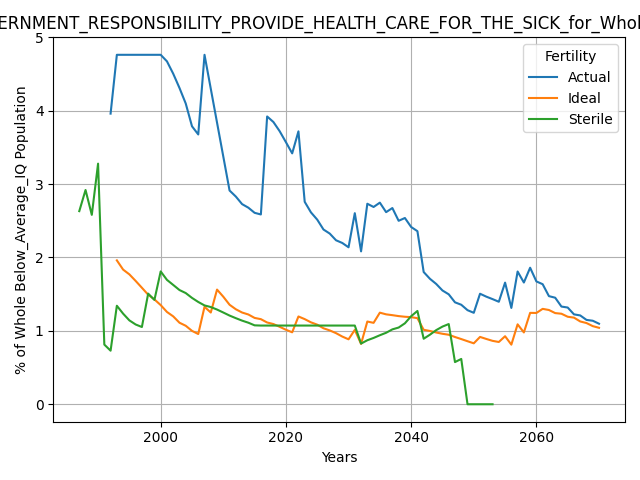 ERNMENT_RESPONSIBILITY_PROVIDE_HEALTH_CARE_FOR_THE_SICK_for_Whol
5
4
3
2
1
0
% of Whole Below_Average_IQ Population
Fertility
Actual
Ideal
Sterile
2000 2020 2040 2060
Years